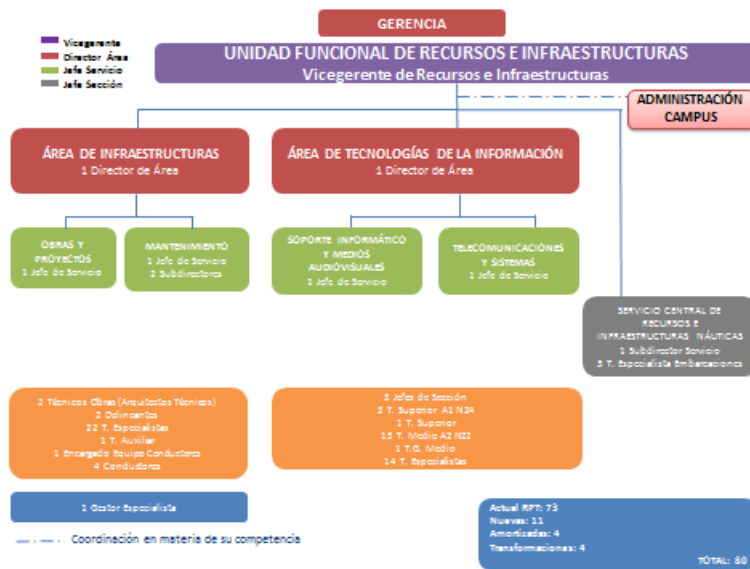 GERENCIA
Vicegerente
Director Área
Jefe Servicio
Jefe Sección
UNIDAD FUNCIONAL DE RECURSOS E INFRAESTRUCTURAS
Vicegerente de Recursos e Infraestructuras
ADMINISTRACIÓN
CAMPUS
ÁREA DE INFRAESTRUCTURAS
1 Director de Área
ÁREA DE TECNOLOGÍAS DE LA INFORMACIÓN
1 Director de Área
OBRAS Y
PROYECTOS
1 Jefe de Servicio
MANTENIMIENTO
1 Jefe de Servicio
2 Subdirectores
SOPORTE INFORMÁTICO
Y MEDIOS
AUDIOVISUALES
1 Jefe de Servicio
TELECOMUNICACIONES
Y SISTEMAS
1 Jefe de Servicio
SERVICIO CENTRAL DE
RECURSOS E
INFRAESTRUCTURAS NÁUTICAS
1 Subdirector Servicio
3 T. Especialista Embarcaciones
2 Técnicos Obras (Arquitectos Técnicos)
2 Delineantes
22 T. Especialistas
1 T. Auxiliar
1 Encargado Equipo Conductores
4 Conductores
3 Jefes de Sección
3 T. Superior A1 N24
1 T. Superior
13 T. Medio A2 N22
1 T.G. Medio
14 T. Especialistas
1 Gestor Especialista
Coordinación en materia de su competencia
Actual RPT: 73
Nuevas: 11
Amortizadas: 4
Transformaciones: 4
TOTAL: 80